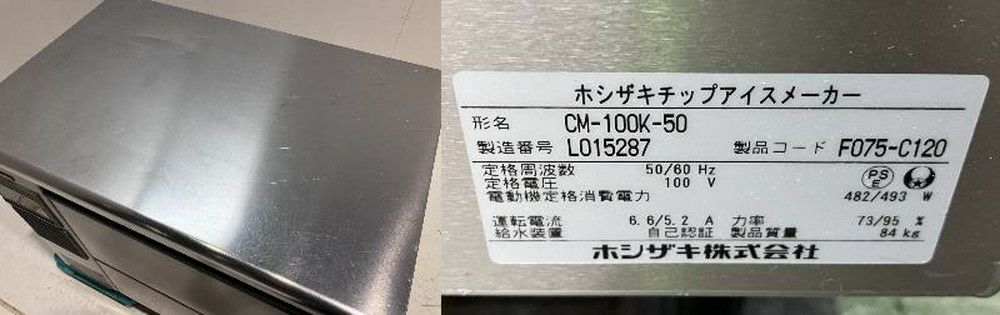 ホシザキチップアイスメーカー
形名 CM-100K-50
製造番号 L015287 製品コード F075-C120
定格周波数 50/60 Hz
定格電圧 100 V
PS E
電動機定格消費電力 482/493 W
運転電流 6.6/5.2 A 力率 73/95 %
給水装置 自己認証 製品質量 84 kg
ホシザキ株式会社